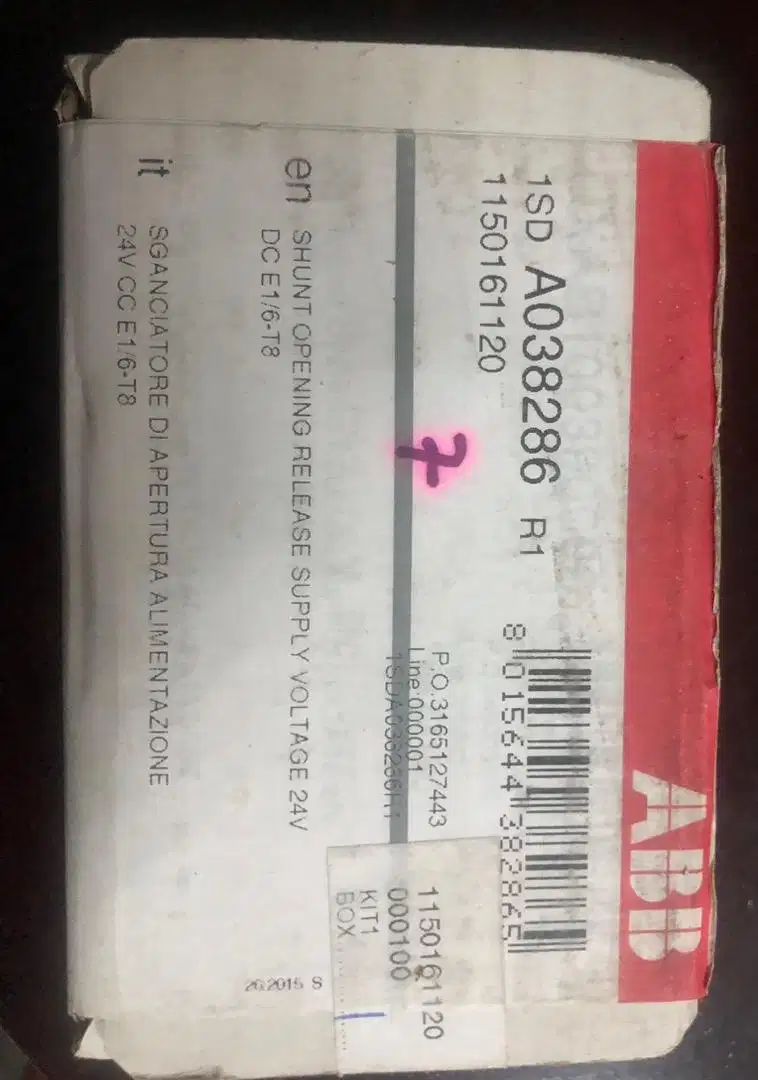 ABB
1SD A038286 R1
1150161120
8 015644 382865
P.O.3165127443
Line:000001
1SDA038286R1
7
en SHUNT OPENING RELEASE SUPPLY VOLTAGE 24V
DC E1/6-T8
it SGANCIATORE DI APERTURA ALIMENTAZIONE
24V CC E1/6-T8
1150161120
000100
KIT1
BOX
26.2015 S